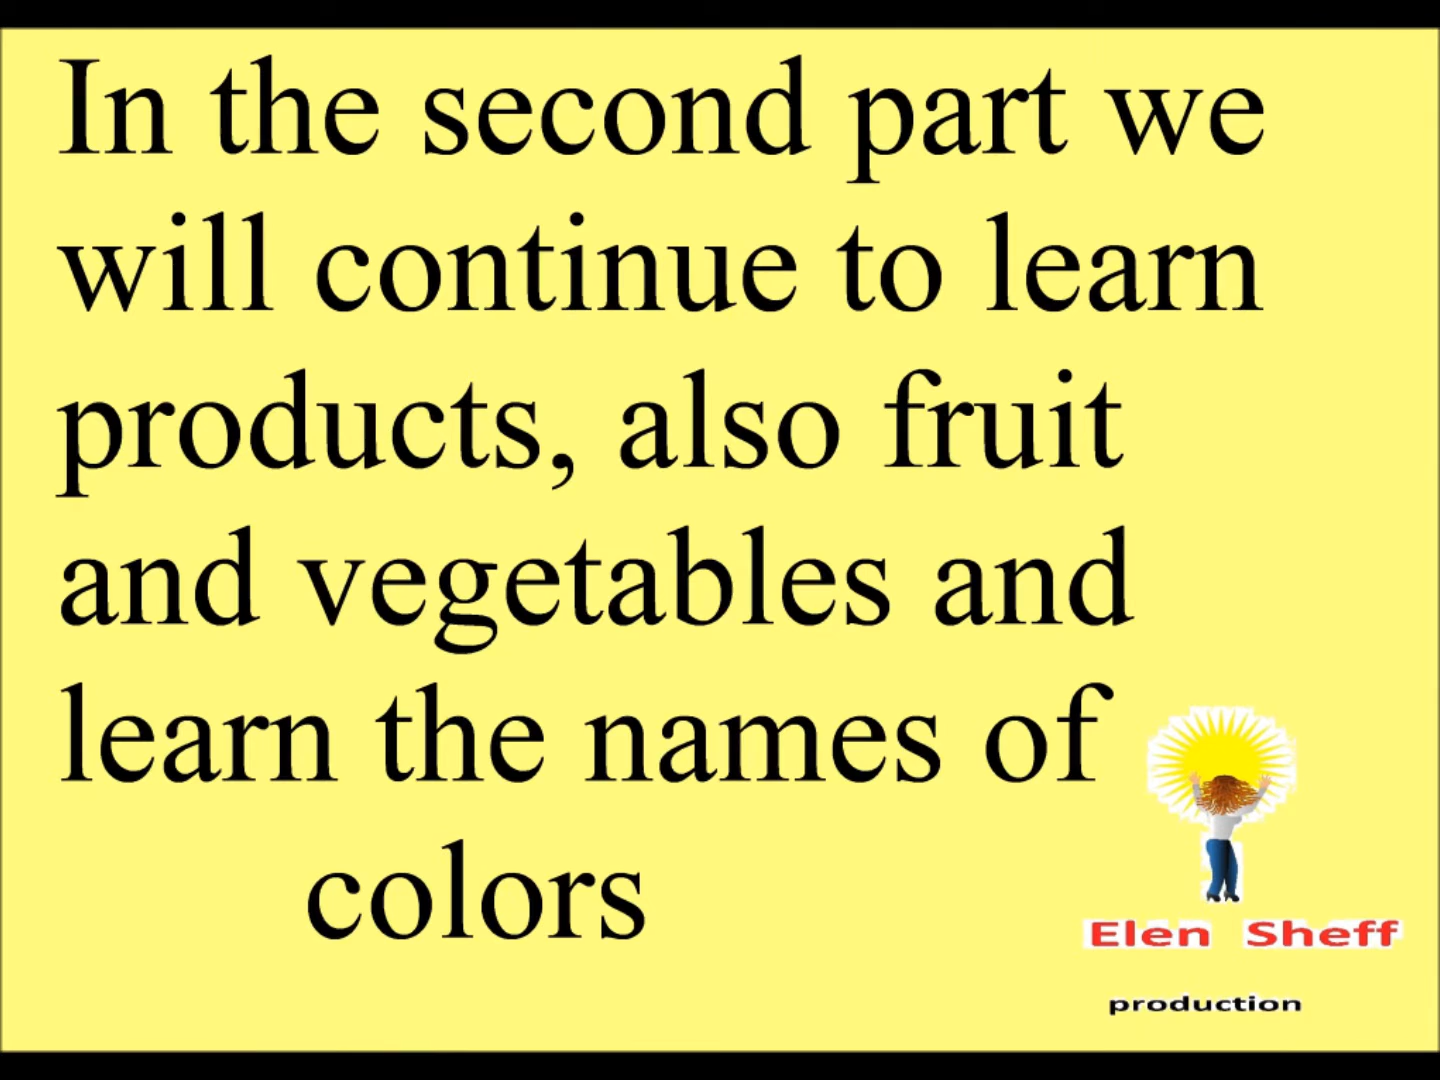 In the second part we
will continue to learn
products, also fruit
and vegetables and
learn the names of
colors
Elen Sheff
production